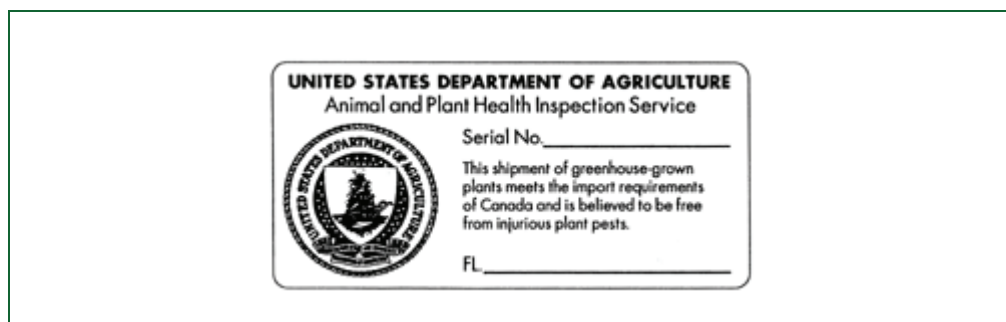 UNITED STATES DEPARTMENT OF AGRICULTURE
Animal and Plant Health Inspection Service
UNITED STATES DEPARTMENT OF AGRICULTURE
Serial No.
This shipment of greenhouse-grown
plants meets the import requirements
of Canada and is believed to be free
from injurious plant pests.
FL.